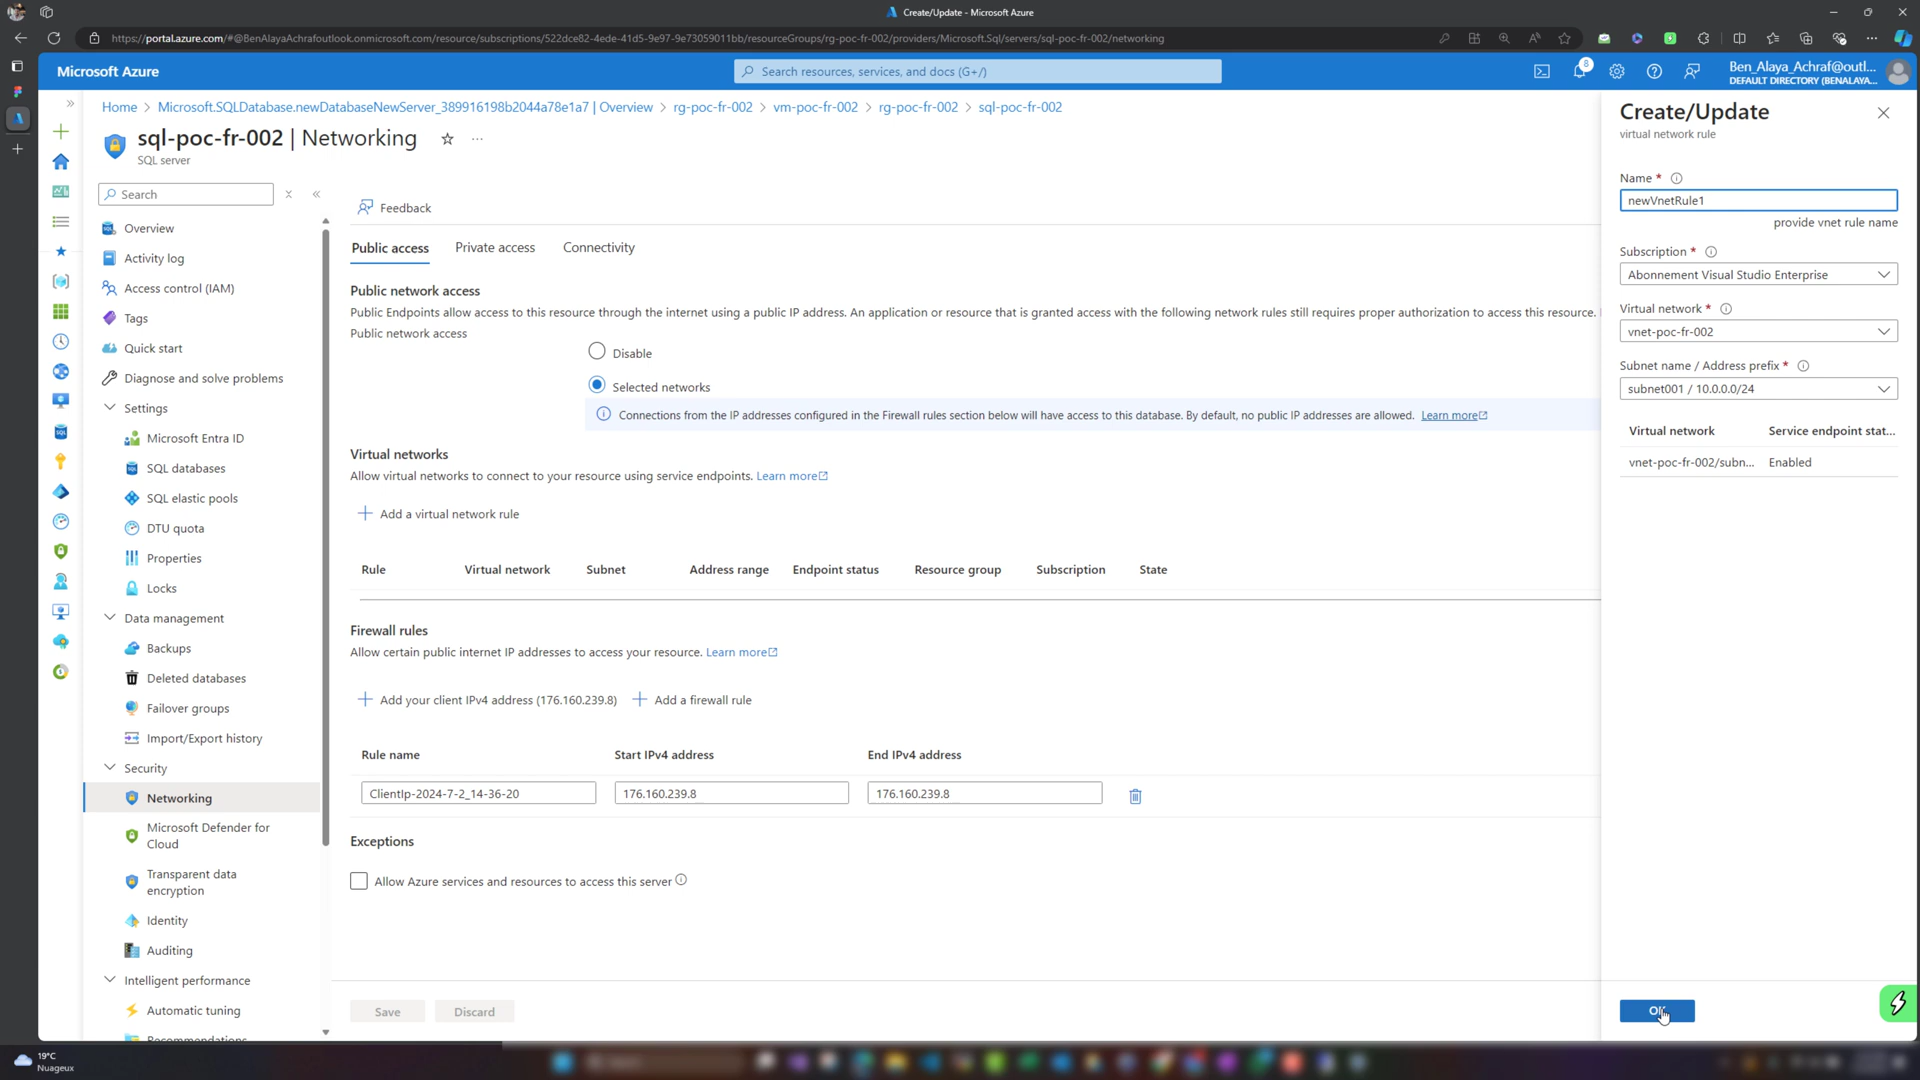 Create/Update - Microsoft Azure
https://portal.azure.com/#@BenAlayaAchrafoutlook.onmicrosoft.com/resource/subscriptions/522dce82-4ede-41d5-9e97-9e73059011bb/resourceGroups/rg-poc-fr-002/providers/Microsoft.Sql/servers/sql-poc-fr-002/networking
Microsoft Azure
Search resources, services, and docs (G+/)
8
Ben_Alaya_Achraf@outl...
DEFAULT DIRECTORY (BENALAYA...
Home > Microsoft.SQLDatabase.newDatabaseNewServer_389916198b2044a78e1a7 | Overview > rg-poc-fr-002 > vm-poc-fr-002 > rg-poc-fr-002 > sql-poc-fr-002
sql-poc-fr-002 | Networking
SQL server
Search
Overview
Activity log
Access control (IAM)
Tags
Quick start
Diagnose and solve problems
Settings
Microsoft Entra ID
SQL databases
SQL elastic pools
DTU quota
Properties
Locks
Data management
Backups
Deleted databases
Failover groups
Import/Export history
Security
Networking
Microsoft Defender for
Cloud
Transparent data
encryption
Identity
Auditing
Intelligent performance
Automatic tuning
Recommendations
Feedback
Public access Private access Connectivity
Public network access
Public Endpoints allow access to this resource through the internet using a public IP address. An application or resource that is granted access with the following network rules still requires proper authorization to access this resource.
Public network access
Disable
Selected networks
Connections from the IP addresses configured in the Firewall rules section below will have access to this database. By default, no public IP addresses are allowed. Learn more
Virtual networks
Allow virtual networks to connect to your resource using service endpoints. Learn more
Add a virtual network rule
Rule Virtual network Subnet Address range Endpoint status Resource group Subscription State
Firewall rules
Allow certain public internet IP addresses to access your resource. Learn more
Add your client IPv4 address (176.160.239.8) Add a firewall rule
Rule name Start IPv4 address End IPv4 address
ClientIp-2024-7-2_14-36-20 176.160.239.8 176.160.239.8
Exceptions
Allow Azure services and resources to access this server
Save Discard
Create/Update
virtual network rule
Name *
newVnetRule1
provide vnet rule name
Subscription *
Abonnement Visual Studio Enterprise
Virtual network *
vnet-poc-fr-002
Subnet name / Address prefix *
subnet001 / 10.0.0.0/24
Virtual network Service endpoint stat...
vnet-poc-fr-002/subn... Enabled
OK
19°C
Nuageux